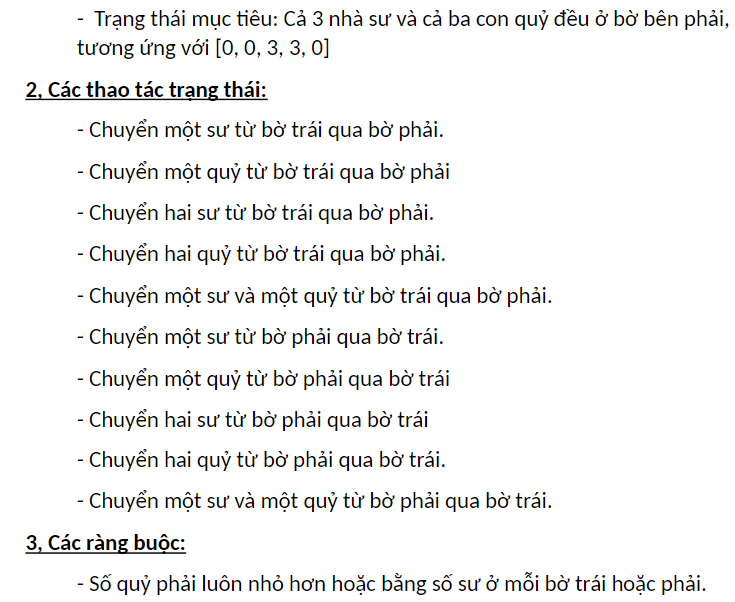 - Trạng thái mục tiêu: Cả 3 nhà sư và cả ba con quỷ đều ở bờ bên phải,
tương ứng với [0, 0, 3, 3, 0]
2, Các thao tác trạng thái:
- Chuyển một sư từ bờ trái qua bờ phải.
- Chuyển một quỷ từ bờ trái qua bờ phải
- Chuyển hai sư từ bờ trái qua bờ phải.
- Chuyển hai quỷ từ bờ trái qua bờ phải.
- Chuyển một sư và một quỷ từ bờ trái qua bờ phải.
- Chuyển một sư từ bờ phải qua bờ trái.
- Chuyển một quỷ từ bờ phải qua bờ trái
- Chuyển hai sư từ bờ phải qua bờ trái
- Chuyển hai quỷ từ bờ phải qua bờ trái.
- Chuyển một sư và một quỷ từ bờ phải qua bờ trái.
3, Các ràng buộc:
- Số quỷ phải luôn nhỏ hơn hoặc bằng số sư ở mỗi bờ trái hoặc phải.